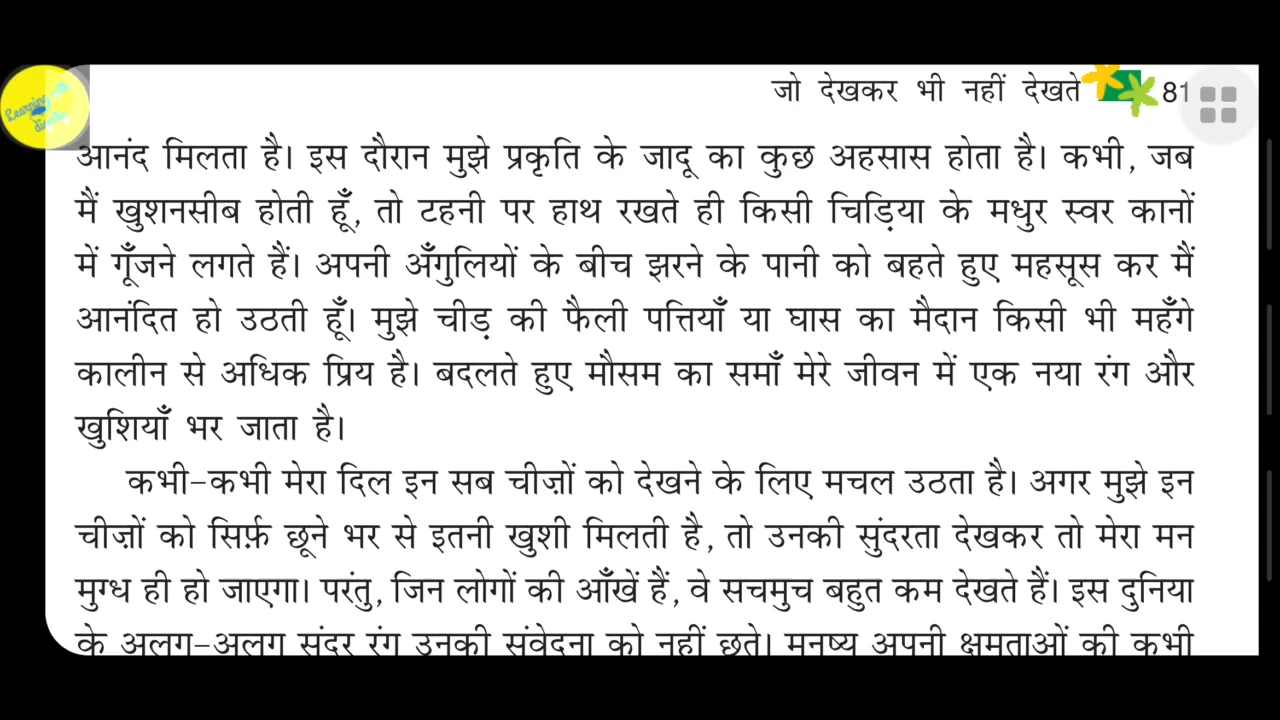 Learning
जो देखकर भी नहीं देखते 81
आनंद मिलता है। इस दौरान मुझे प्रकृति के जादू का कुछ अहसास होता है। कभी, जब
मैं खुशनसीब होती हूँ, तो टहनी पर हाथ रखते ही किसी चिड़िया के मधुर स्वर कानों
में गूँजने लगते हैं। अपनी अँगुलियों के बीच झरने के पानी को बहते हुए महसूस कर मैं
आनंदित हो उठती हूँ। मुझे चीड़ की फैली पत्तियाँ या घास का मैदान किसी भी महँगे
कालीन से अधिक प्रिय है। बदलते हुए मौसम का समाँ मेरे जीवन में एक नया रंग और
खुशियाँ भर जाता है।
कभी-कभी मेरा दिल इन सब चीज़ों को देखने के लिए मचल उठता है। अगर मुझे इन
चीज़ों को सिर्फ़ छूने भर से इतनी खुशी मिलती है, तो उनकी सुंदरता देखकर तो मेरा मन
मुग्ध ही हो जाएगा। परंतु, जिन लोगों की आँखें हैं, वे सचमुच बहुत कम देखते हैं। इस दुनिया
के अलग-अलग सुंदर रंग उनकी संवेदना को नहीं छूते। मनुष्य अपनी क्षमताओं की कभी